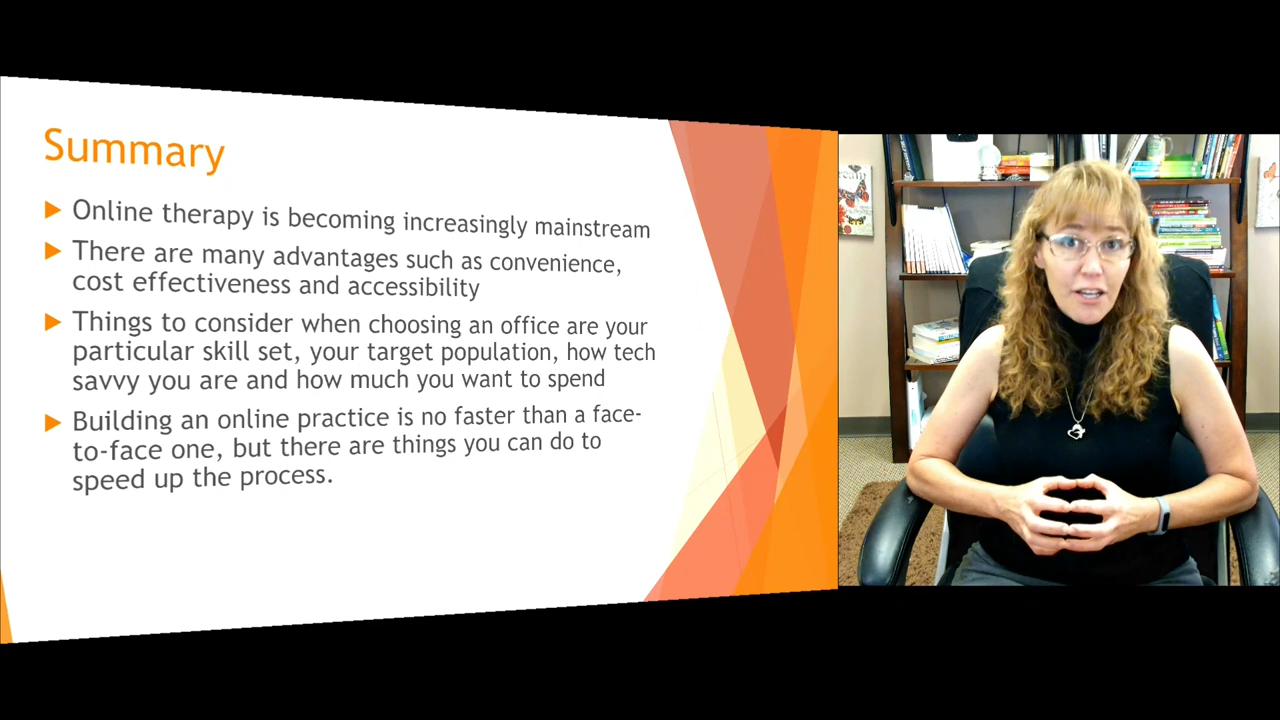 Summary
Online therapy is becoming increasingly mainstream
There are many advantages such as convenience,
cost effectiveness and accessibility
Things to consider when choosing an office are your
particular skill set, your target population, how tech
savvy you are and how much you want to spend
Building an online practice is no faster than a face-
to-face one, but there are things you can do to
speed up the process.